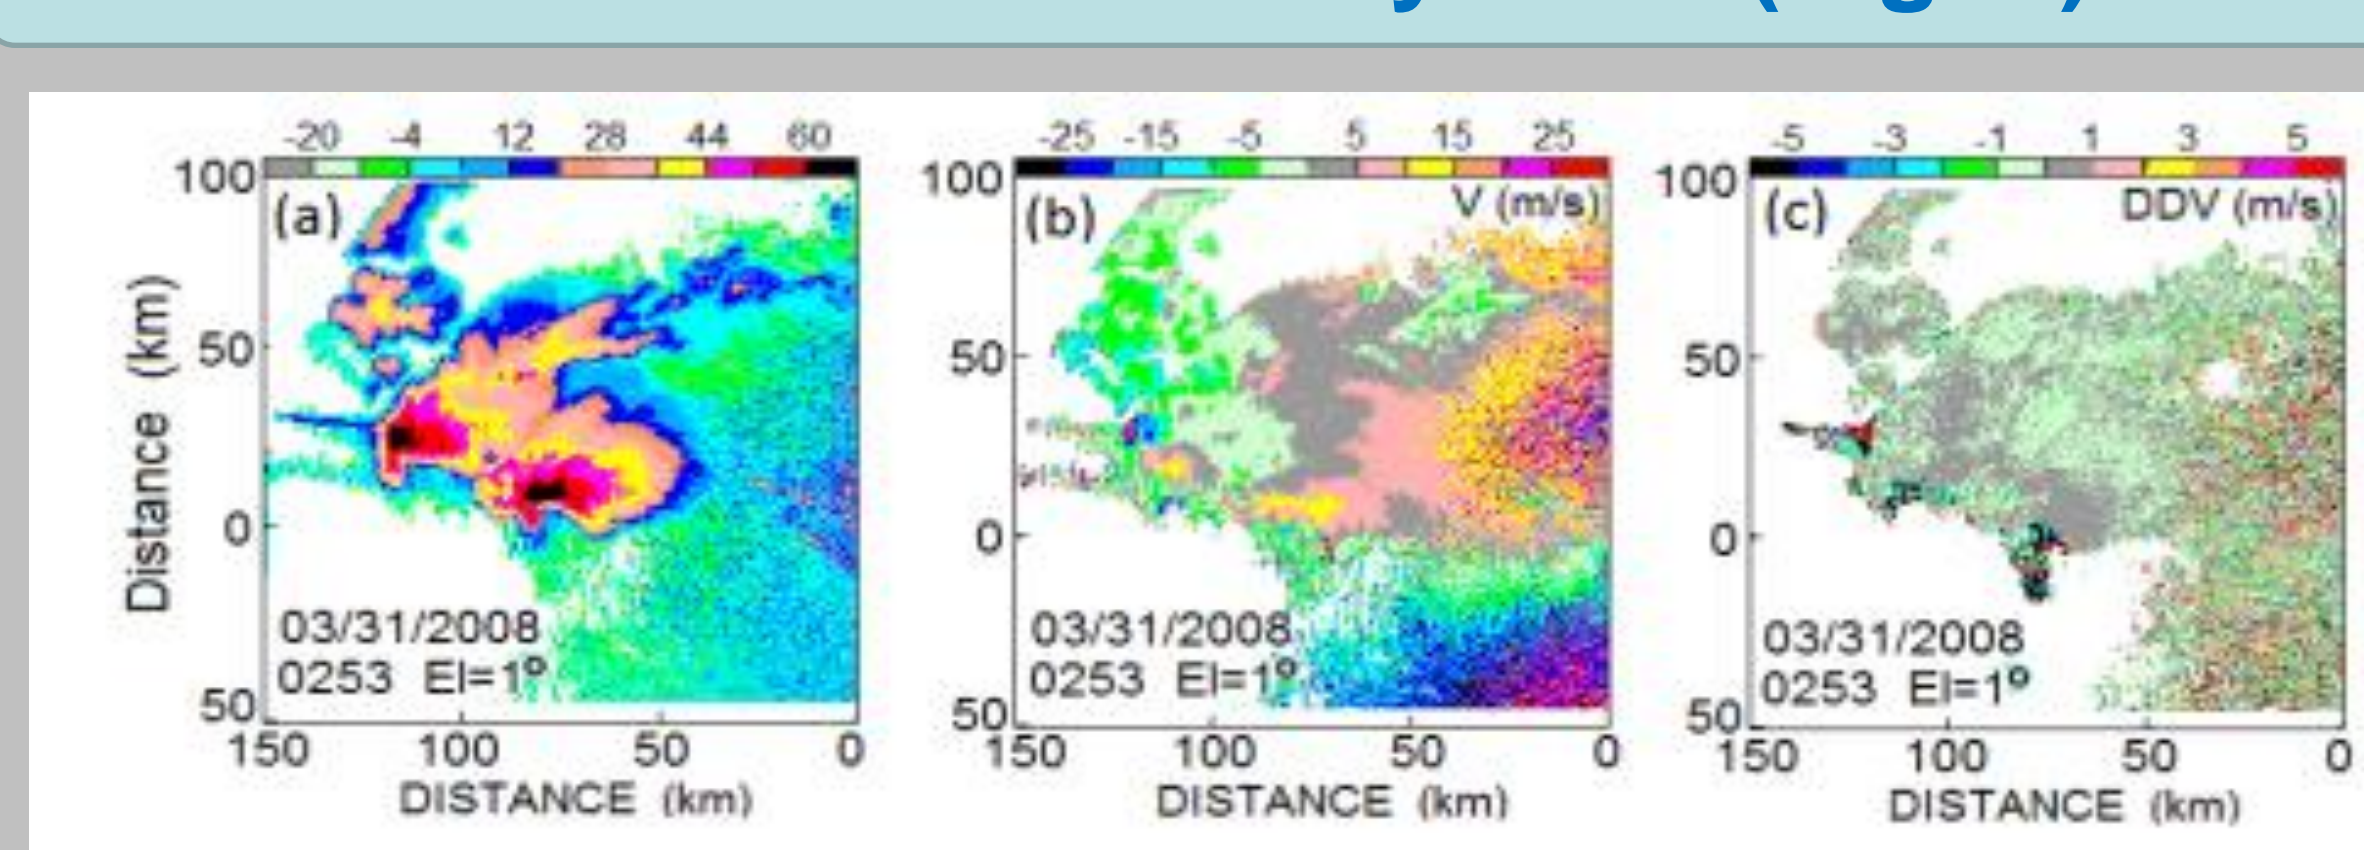 -20 -4 12 28 44 60
100
(a)
50
0
50
Distance (km)
03/31/2008
0253 El=1º
150 100 50 0
DISTANCE (km)
-25 -15 -5 5 15 25
100
(b)
V (m/s)
50
0
50
03/31/2008
0253 El=1º
150 100 50 0
DISTANCE (km)
-5 -3 -1 1 3 5
100
(c)
DDV (m/s)
50
0
50
03/31/2008
0253 El=1º
150 100 50 0
DISTANCE (km)